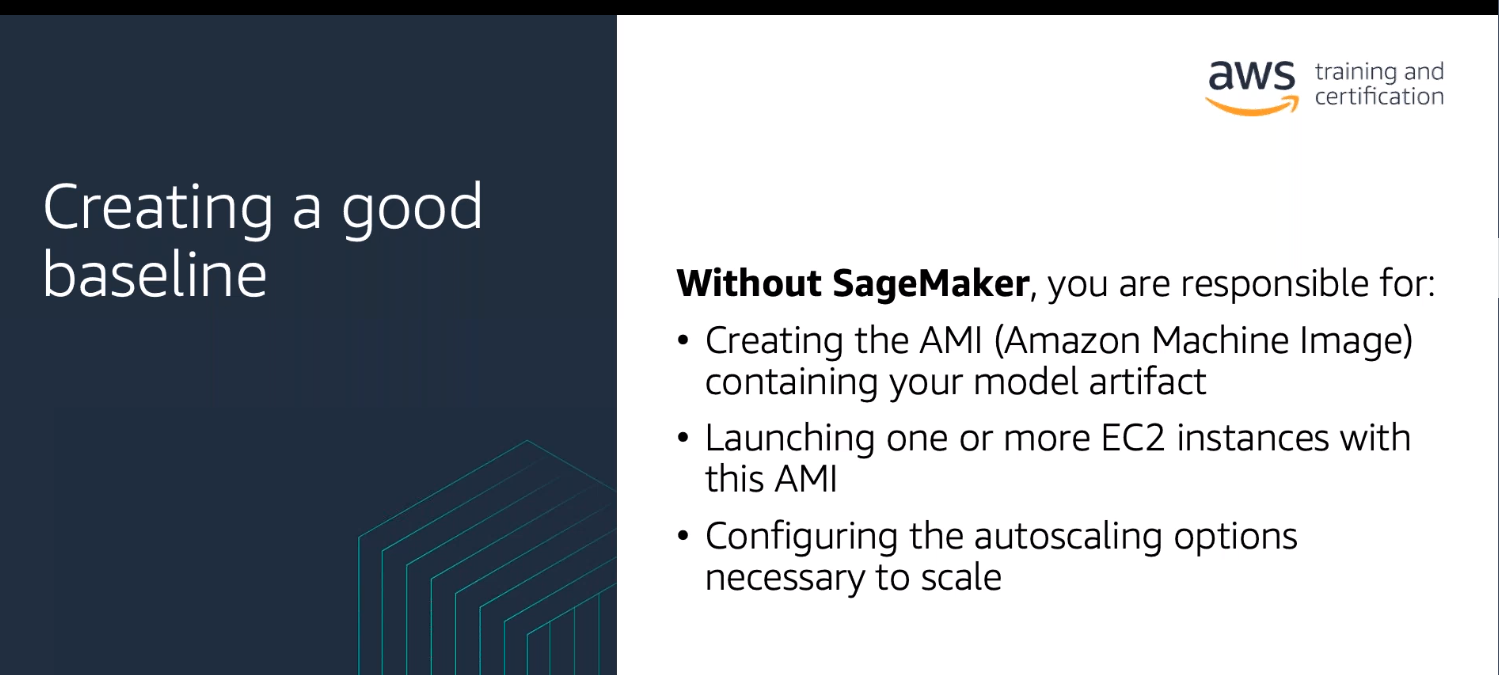 aws training and
certification
Creating a good
baseline
Without SageMaker, you are responsible for:
• Creating the AMI (Amazon Machine Image)
containing your model artifact
• Launching one or more EC2 instances with
this AMI
• Configuring the autoscaling options
necessary to scale